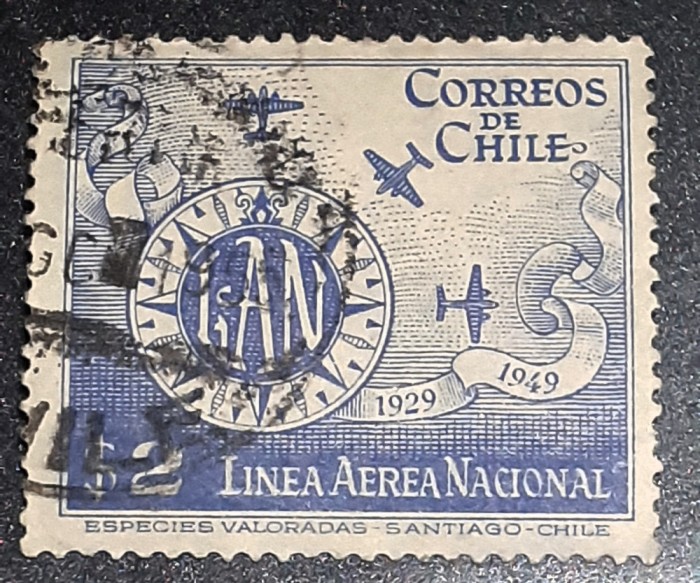 CORREOS
DE
CHILE
LAN
1929
1949
$2
LINEA AEREA NACIONAL
ESPECIES VALORADAS - SANTIAGO - CHILE